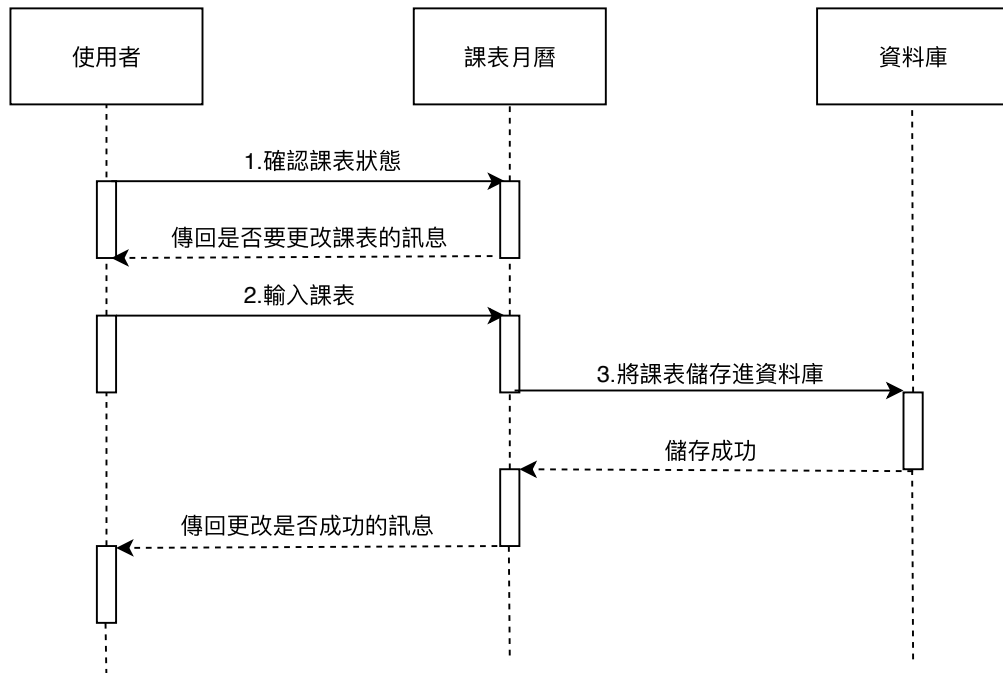 使用者
課表月曆
資料庫
1.確認課表狀態
傳回是否要更改課表的訊息
2.輸入課表
3.將課表儲存進資料庫
儲存成功
傳回更改是否成功的訊息